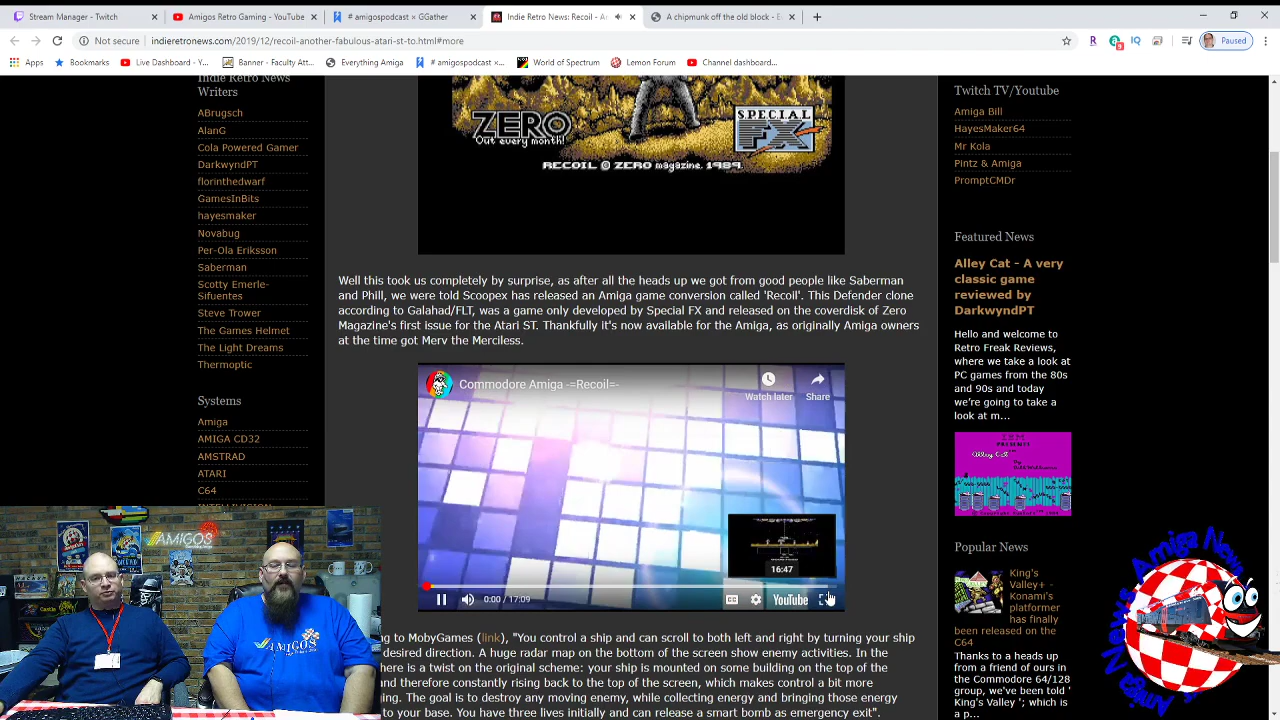 Stream Manager - Twitch
Amigos Retro Gaming - YouTube
# amigospodcast × GGather
Indie Retro News: Recoil - An
A chipmunk off the old block - E
Not secure
indieretronews.com/2019/12/recoil-another-fabulous-atari-st-to.html#more
Paused
Apps
Bookmarks
Live Dashboard - Y...
Banner - Faculty Att...
Everything Amiga
# amigospodcast ×...
World of Spectrum
Lemon Forum
Channel dashboard...
Indie Retro News
Writers
ABrugsch
AlanG
Cola Powered Gamer
DarkwyndPT
florinthedwarf
GamesInBits
hayesmaker
Novabug
Per-Ola Eriksson
Saberman
Scotty Emerle-
Sifuentes
Steve Trower
The Games Helmet
The Light Dreams
Thermoptic
Systems
Amiga
AMIGA CD32
AMSTRAD
ATARI
C64
ZERO
Out every month!
SPECIAL
FX
RECOIL @ ZERO magazine. 1989
Well this took us completely by surprise, as after all the heads up we got from good people like Saberman
and Phill, we were told Scoopex has released an Amiga game conversion called 'Recoil'. This Defender clone
according to Galahad/FLT, was a game only developed by Special FX and released on the coverdisk of Zero
Magazine's first issue for the Atari ST. Thankfully it's now available for the Amiga, as originally Amiga owners
at the time got Merv the Merciless.
Commodore Amiga -=Recoil=-
Watch later
Share
16:47
0:00 / 17:09
CC
YouTube
g to MobyGames (link), "You control a ship and can scroll to both left and right by turning your ship
desired direction. A huge radar map on the bottom of the screen show enemy activities. In the
here is a twist on the original scheme: your ship is mounted on some building on the top of the
nd therefore constantly rising back to the top of the screen, which makes control a bit more
ing. The goal is to destroy any moving enemy, while collecting energy and bringing those energy
to your base. You have three lives initially and can release a smart bomb as emergency exit".
Twitch TV/Youtube
Amiga Bill
HayesMaker64
Mr Kola
Pintz & Amiga
PromptCMDr
Featured News
Alley Cat - A very
classic game
reviewed by
DarkwyndPT
Hello and welcome to
Retro Freak Reviews,
where we take a look at
PC games from the 80s
and 90s and today
we're going to take a
look at m...
IBM
PRESENTS
Alley Cat
Popular News
King's
Valley+ -
Konami's
platformer
has finally
been released on the
C64
Thanks to a heads up
from a friend of ours in
the Commodore 64/128
group, we've been told '
King's Valley '; which is
a p...
AMIGOS
AMIGOS
Amiga News
Amiga